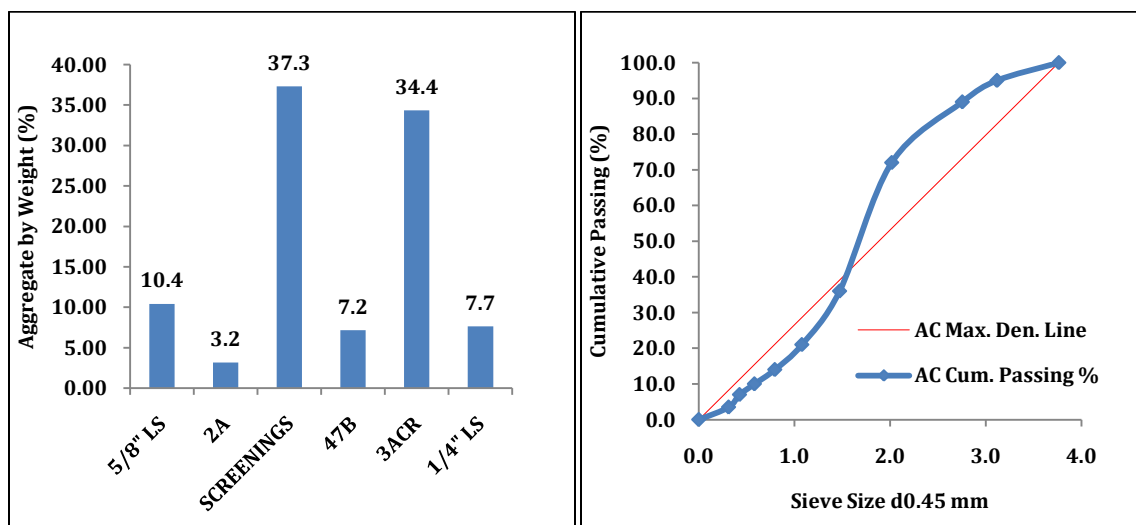 Aggregate by Weight (%)
40.00
35.00
30.00
25.00
20.00
15.00
10.00
5.00
0.00
10.4
3.2
37.3
7.2
34.4
7.7
5/8" LS
2A
SCREENINGS
47B
3ACR
1/4" LS
Cumulative Passing (%)
100.0
90.0
80.0
70.0
60.0
50.0
40.0
30.0
20.0
10.0
0.0
AC Max. Den. Line
AC Cum. Passing %
0.0
1.0
2.0
3.0
4.0
Sieve Size d0.45 mm